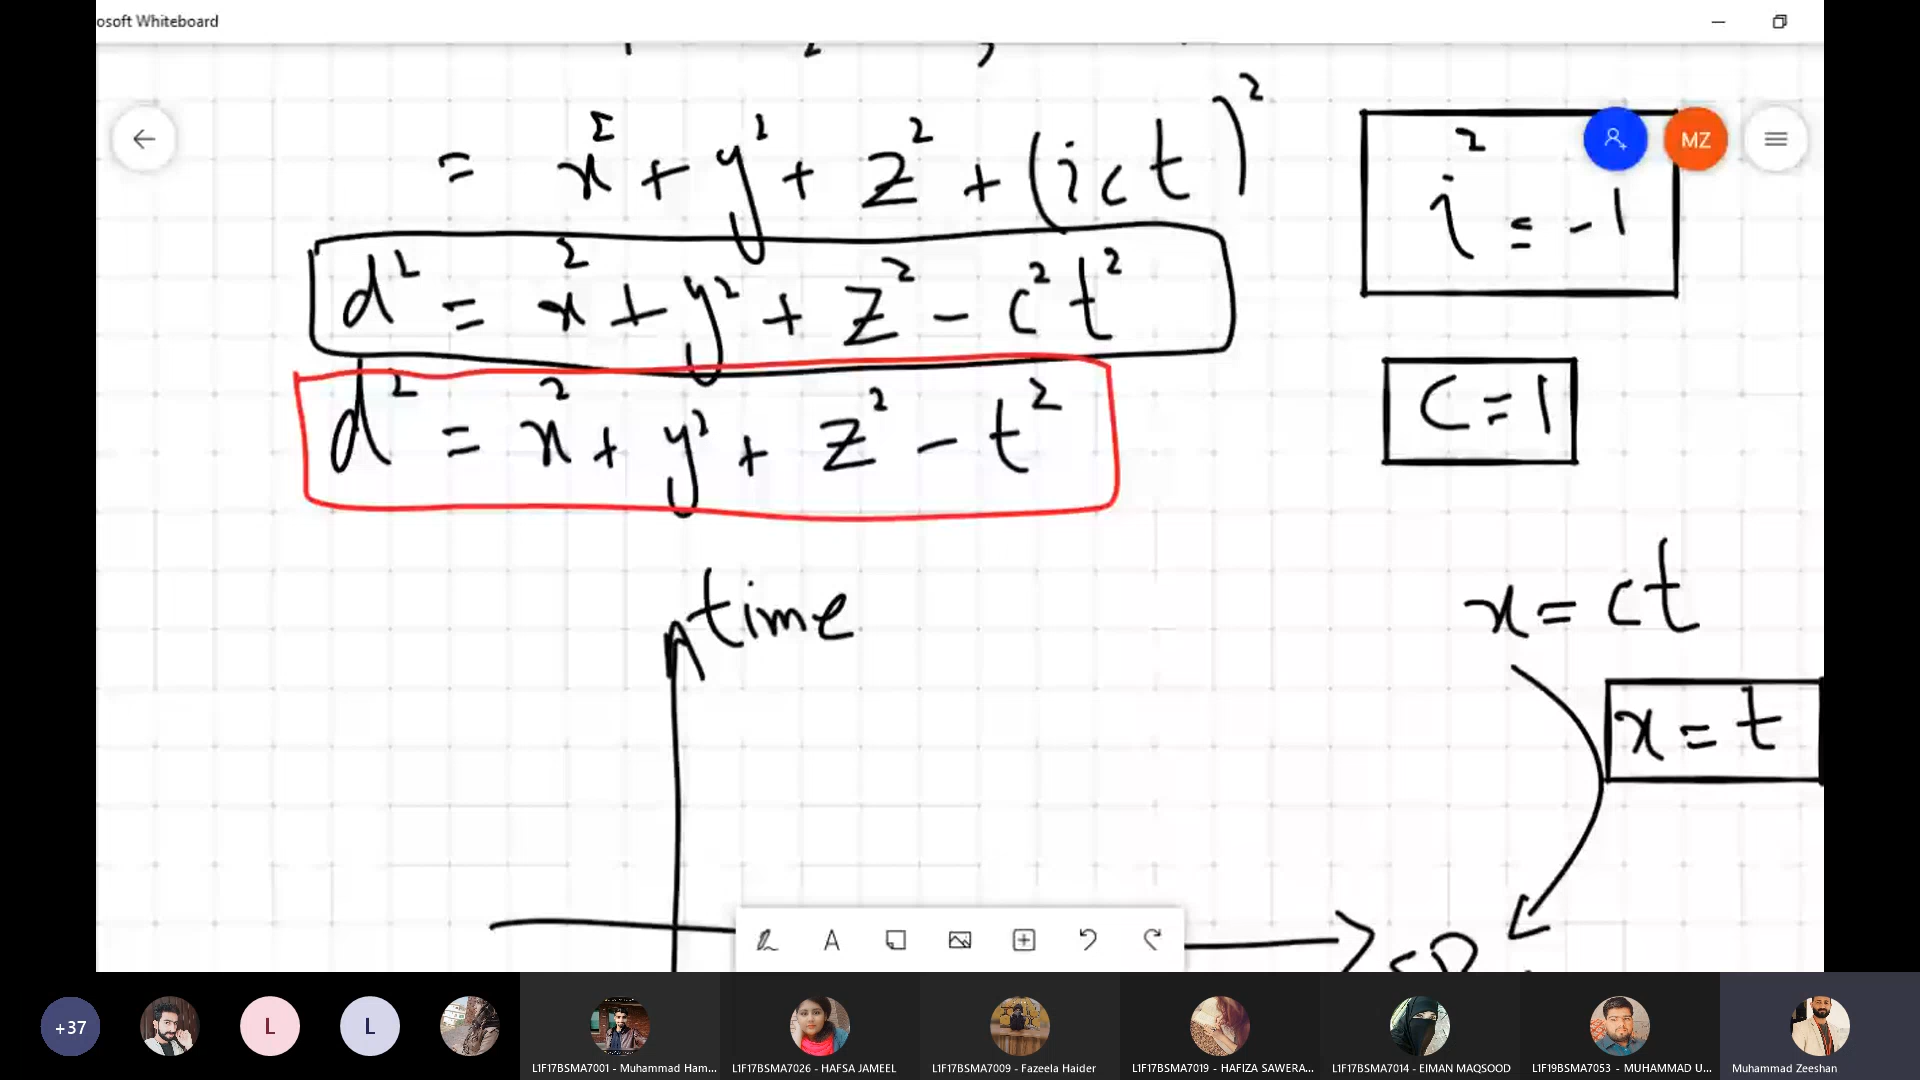 osoft Whiteboard
= x² + y² + z² + (ict)²
i² = -1
MZ
d² = x² + y² + z² - c²t²
d² = x² + y² + z² - t²
C = 1
time
x = ct
x = t
A
+37
L
L
L1F17BSMA7001 - Muhammad Ham...
L1F17BSMA7026 - HAFSA JAMEEL
L1F17BSMA7009 - Fazeela Haider
L1F17BSMA7019 - HAFIZA SAWERA...
L1F17BSMA7014 - EIMAN MAQSOOD
L1F19BSMA7053 - MUHAMMAD U...
Muhammad Zeeshan